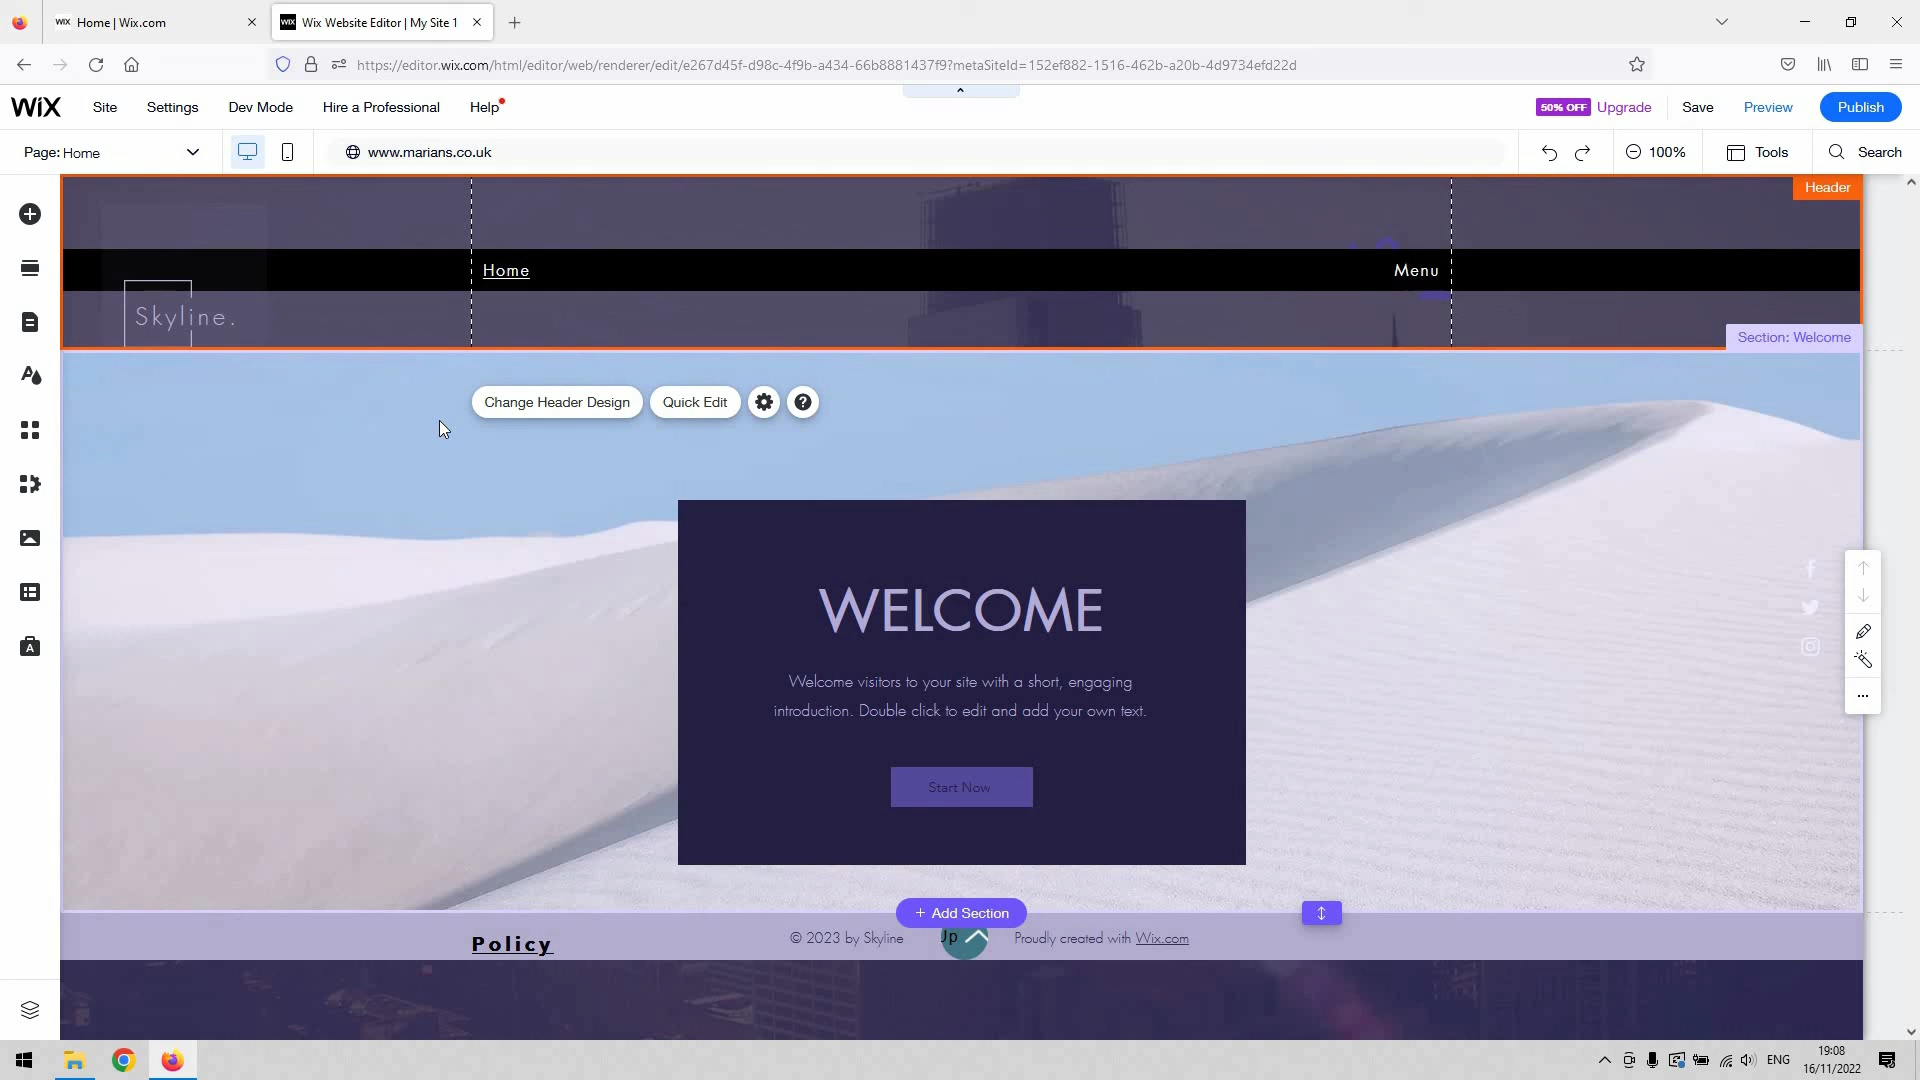 WIX Home | Wix.com
WIX Wix Website Editor | My Site 1
https://editor.wix.com/html/editor/web/renderer/edit/e267d45f-d98c-4f9b-a434-66b8881437f9?metaSiteId=152ef882-1516-462b-a20b-4d9734efd22d
WiX Site Settings Dev Mode Hire a Professional Help 50% OFF Upgrade Save Preview Publish
Page: Home www.marians.co.uk 100% Tools Search
Header
Home Menu
Skyline.
Section: Welcome
Change Header Design Quick Edit ?
WELCOME
Welcome visitors to your site with a short, engaging
introduction. Double click to edit and add your own text.
Start Now
+ Add Section
Policy © 2023 by Skyline Up Proudly created with Wix.com
ENG 19:08
16/11/2022